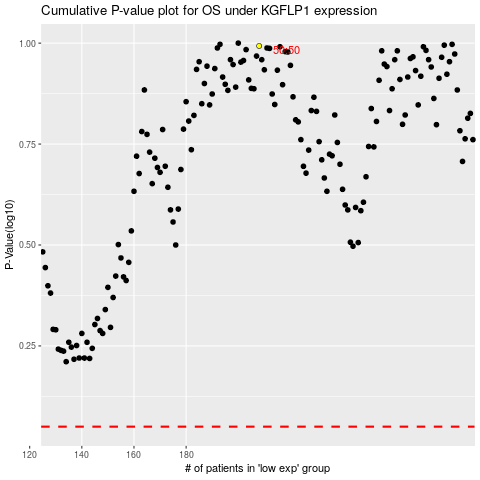 Cumulative P-value plot for OS under KGFLP1 expression
P-Value(log10)
1.00
0.75
0.50
0.25
50:50
120 140 160 180
# of patients in 'low exp' group